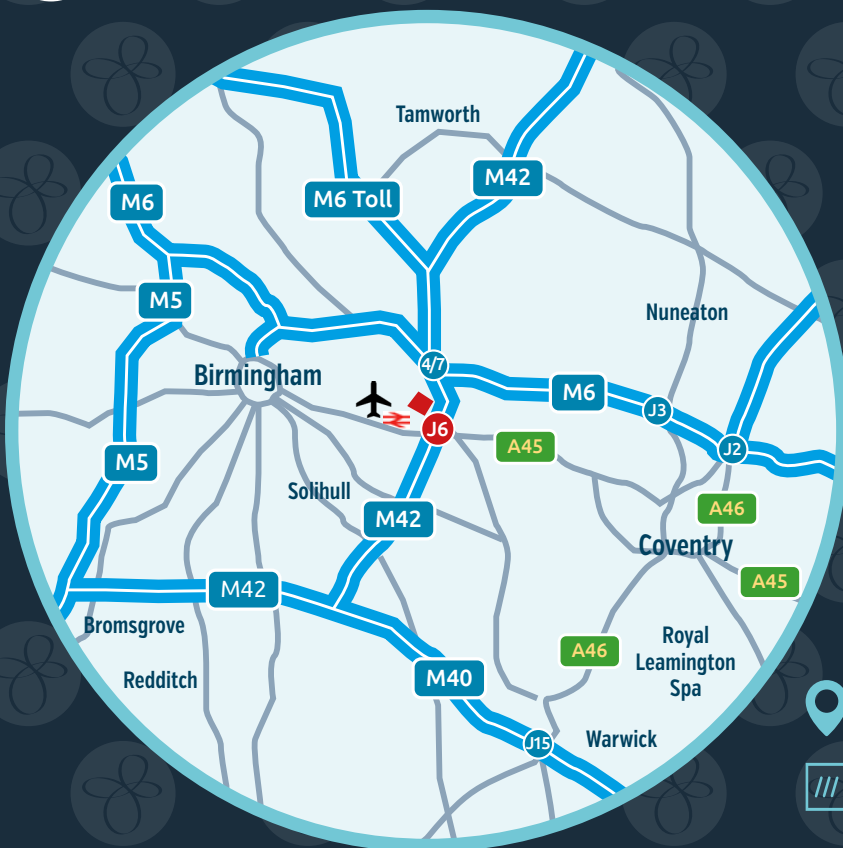 Tamworth
M42
M6 Toll
M6
M5
Nuneaton
4/7
Birmingham
M6
J3
J6
A45
J2
M5
Solihull
A46
M42
Coventry
A45
M42
Bromsgrove
Royal
Leamington
Spa
A46
Redditch
M40
J15
Warwick
///